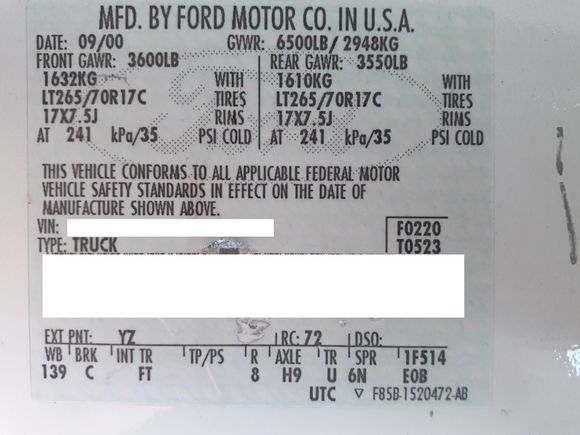 MFD. BY FORD MOTOR CO. IN U.S.A.
DATE: 09/00 GVWR: 6500LB/ 2948KG
FRONT GAWR: 3600LB REAR GAWR: 3550LB
1632KG WITH 1610KG WITH
LT265/70R17C TIRES LT265/70R17C TIRES
17X7.5J RIMS 17X7.5J RIMS
AT 241 kPa/35 PSI COLD AT 241 kPa/35 PSI COLD
THIS VEHICLE CONFORMS TO ALL APPLICABLE FEDERAL MOTOR
VEHICLE SAFETY STANDARDS IN EFFECT ON THE DATE OF
MANUFACTURE SHOWN ABOVE.
VIN: F0220
TYPE: TRUCK T0523
EXT PNT: YZ RC: 72 DSO:
WB BRK INT TR TP/PS R AXLE TR SPR 1F514
139 C FT 8 H9 U 6N EOB
UTC ▽ F85B-1520472-AB